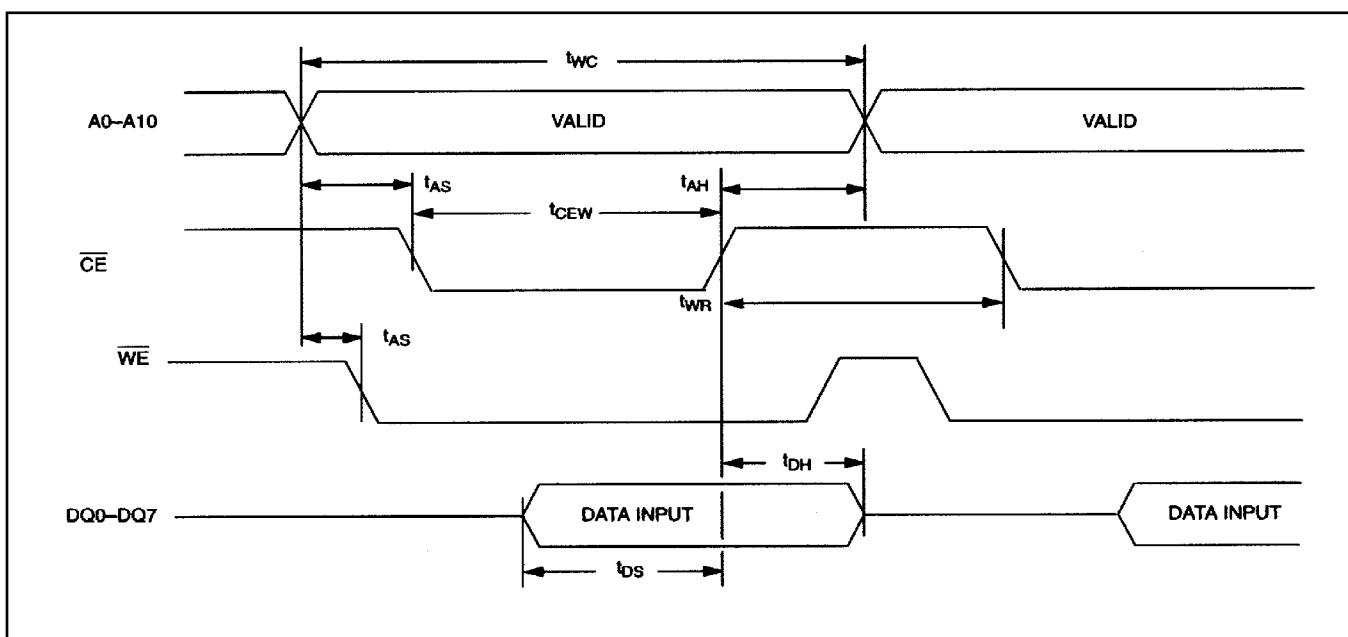 tWC
A0–A10
VALID
VALID
tAS
tAH
tCEW
CE
tWR
tAS
WE
tDH
DQ0–DQ7
DATA INPUT
DATA INPUT
tDS